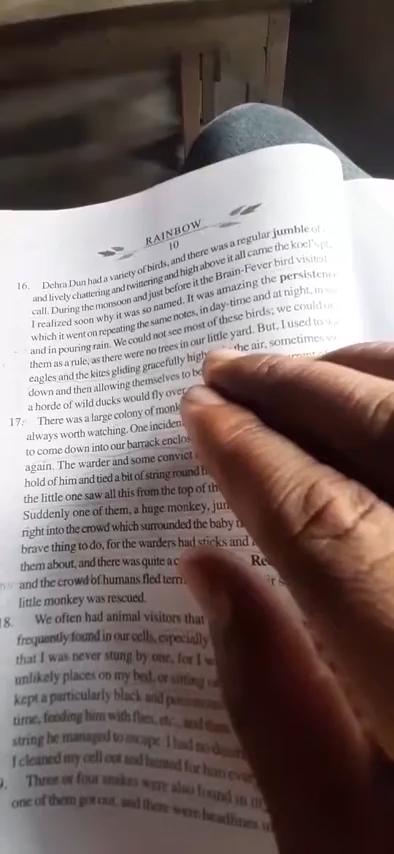 RAINBOW
10
16. Dehra Dun had a variety of birds, and there was a regular jumble of
and lively chattering and twittering and high above it all came the koel's
call. During the monsoon and just before it the Brain-Fever bird visited
I realized soon why it was so named. It was amazing the
which it went on repeating the same notes, in day-time and at night, in
and in pouring rain. We could not see most of these birds; we could
them as a rule, as there were no trees in our little yard. But, I used to
eagles and the kites gliding gracefully high the air, sometimes
down and then allowing themselves to be
a horde of wild ducks would fly over
17. There was a large colony of
always worth watching. One
to come down into our barrack
again. The warder and some convict
hold of him and tied a bit of string round
the little one saw all this from the top of
Suddenly one of them, a huge monkey,
right into the crowd which surrounded the baby
brave thing to do, for the warders had sticks and
them about, and there was quite a
and the crowd of humans fled
little monkey was rescued.
We often had animal visitors that
frequently found in our cells, especially
that I was never stung by one, for I
unlikely places on my bed, or sitting
kept a particularly black and
time, feeding him with flies, etc., and
string he managed to escape. I had no
I cleaned my cell out and hunted for him
Three or four snakes were also found in
one of them got out, and there were headlines